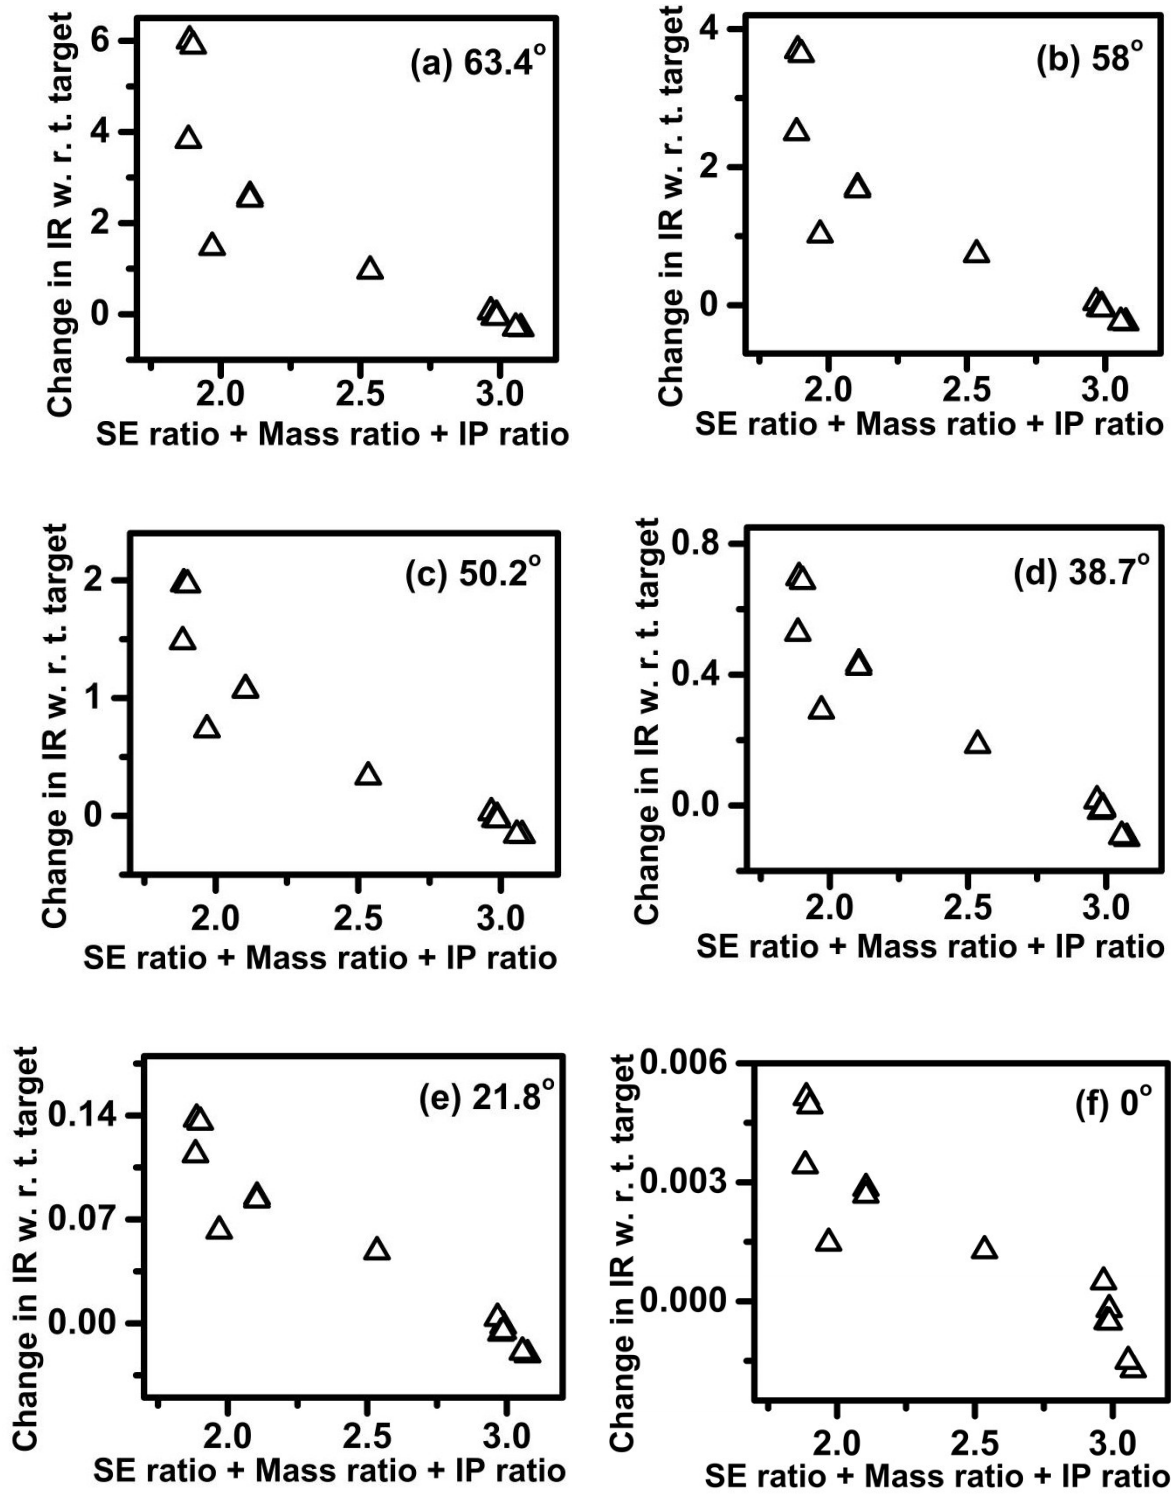 Change in IR w. r. t. target
6
4
2
0
(a) 63.4°
2.0 2.5 3.0
SE ratio + Mass ratio + IP ratio
Change in IR w. r. t. target
4
2
0
(b) 58°
2.0 2.5 3.0
SE ratio + Mass ratio + IP ratio
Change in IR w. r. t. target
2
1
0
(c) 50.2°
2.0 2.5 3.0
SE ratio + Mass ratio + IP ratio
Change in IR w. r. t. target
0.8
0.4
0.0
(d) 38.7°
2.0 2.5 3.0
SE ratio + Mass ratio + IP ratio
Change in IR w. r. t. target
0.14
0.07
0.00
(e) 21.8°
2.0 2.5 3.0
SE ratio + Mass ratio + IP ratio
Change in IR w. r. t. target
0.006
0.003
0.000
(f) 0°
2.0 2.5 3.0
SE ratio + Mass ratio + IP ratio